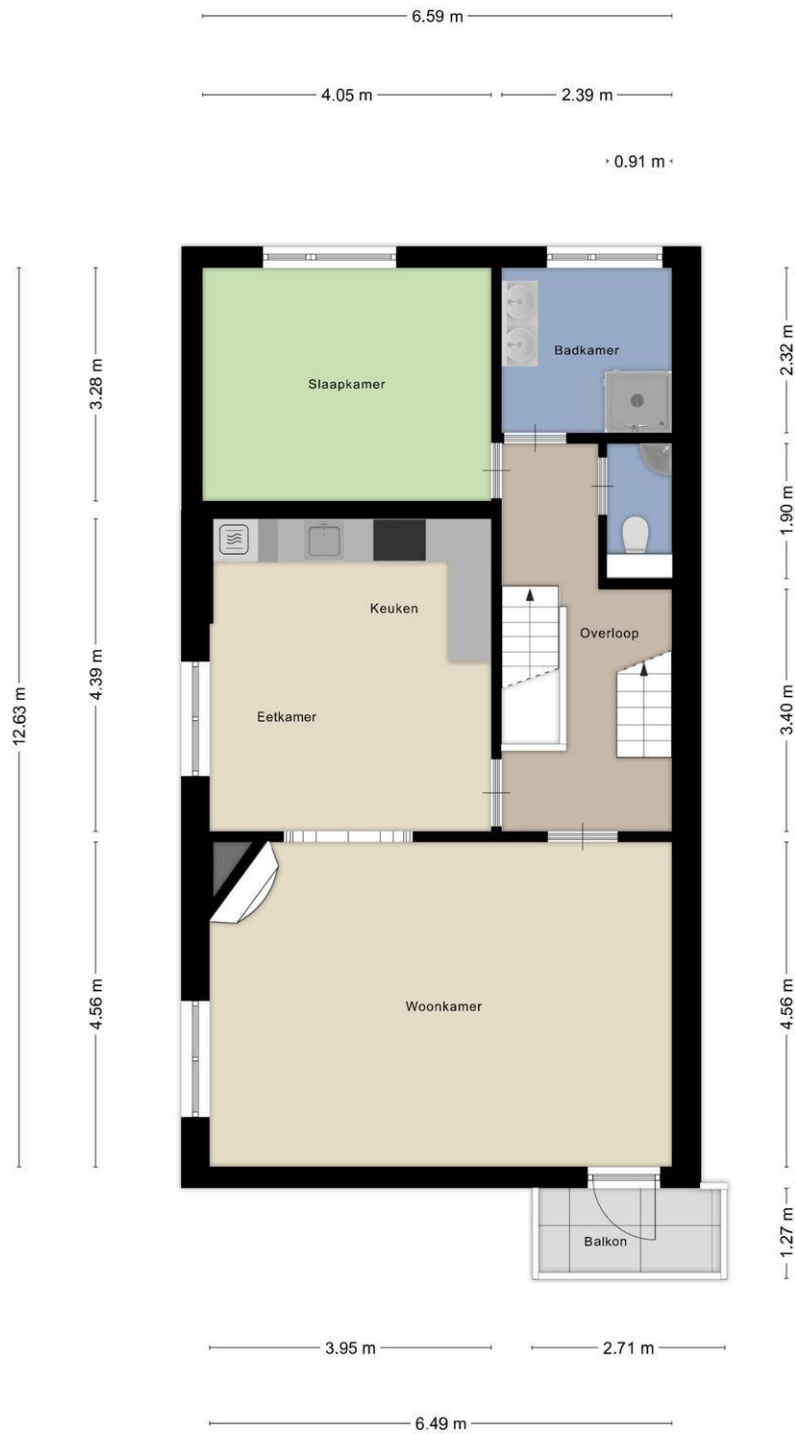 6.59 m
4.05 m
2.39 m
0.91 m
Badkamer
2.32 m
Slaapkamer
3.28 m
1.90 m
Keuken
Overloop
4.39 m
3.40 m
12.63 m
Eetkamer
Woonkamer
4.56 m
4.56 m
Balkon
1.27 m
3.95 m
2.71 m
6.49 m